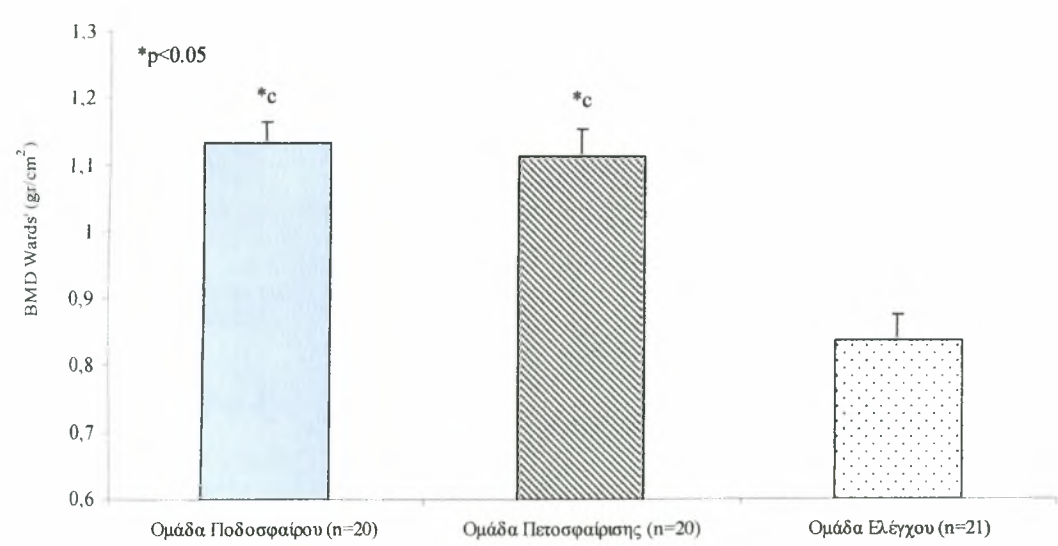 1,3
*p<0.05
1,2
*c
*c
1,1
1
0,9
0,8
0,7
0,6
BMD Wards' (gr/cm²)
Ομάδα Ποδοσφαίρου (n=20)
Ομάδα Πετοσφαίρισης (n=20)
Ομάδα Ελέγχου (n=21)